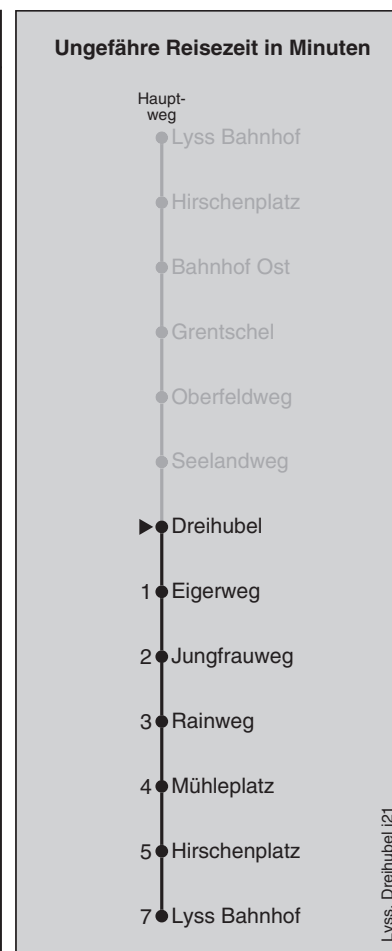 Ungefähre Reisezeit in Minuten
Haupt-
weg
Lyss Bahnhof
Hirschenplatz
Bahnhof Ost
Grentschel
Oberfeldweg
Seelandweg
Dreihubel
1 Eigerweg
2 Jungfrauweg
3 Rainweg
4 Mühleplatz
5 Hirschenplatz
7 Lyss Bahnhof
Lyss, Dreihubel j21